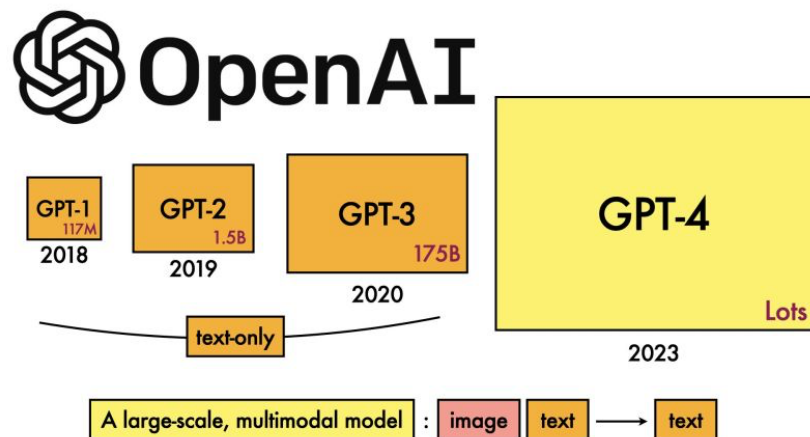 OpenAI
GPT-1
117M
2018
GPT-2
1.5B
2019
GPT-3
175B
2020
GPT-4
Lots
2023
text-only
A large-scale, multimodal model : image text → text